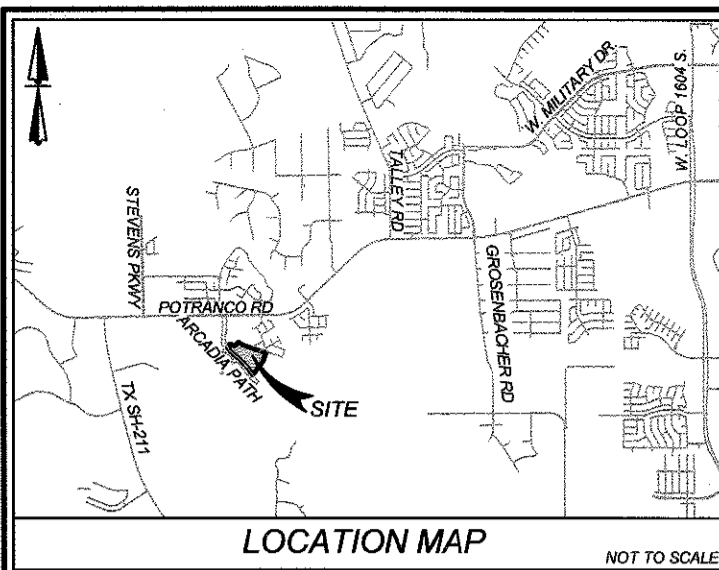 W. MILITARY DR.
W. LOOP 1604 S.
TALLEY RD
STEVENS PKWY
GROSENBACHER RD
POTRANCO RD
ARCADIA PATH
SITE
TX SH-211
LOCATION MAP
NOT TO SCALE